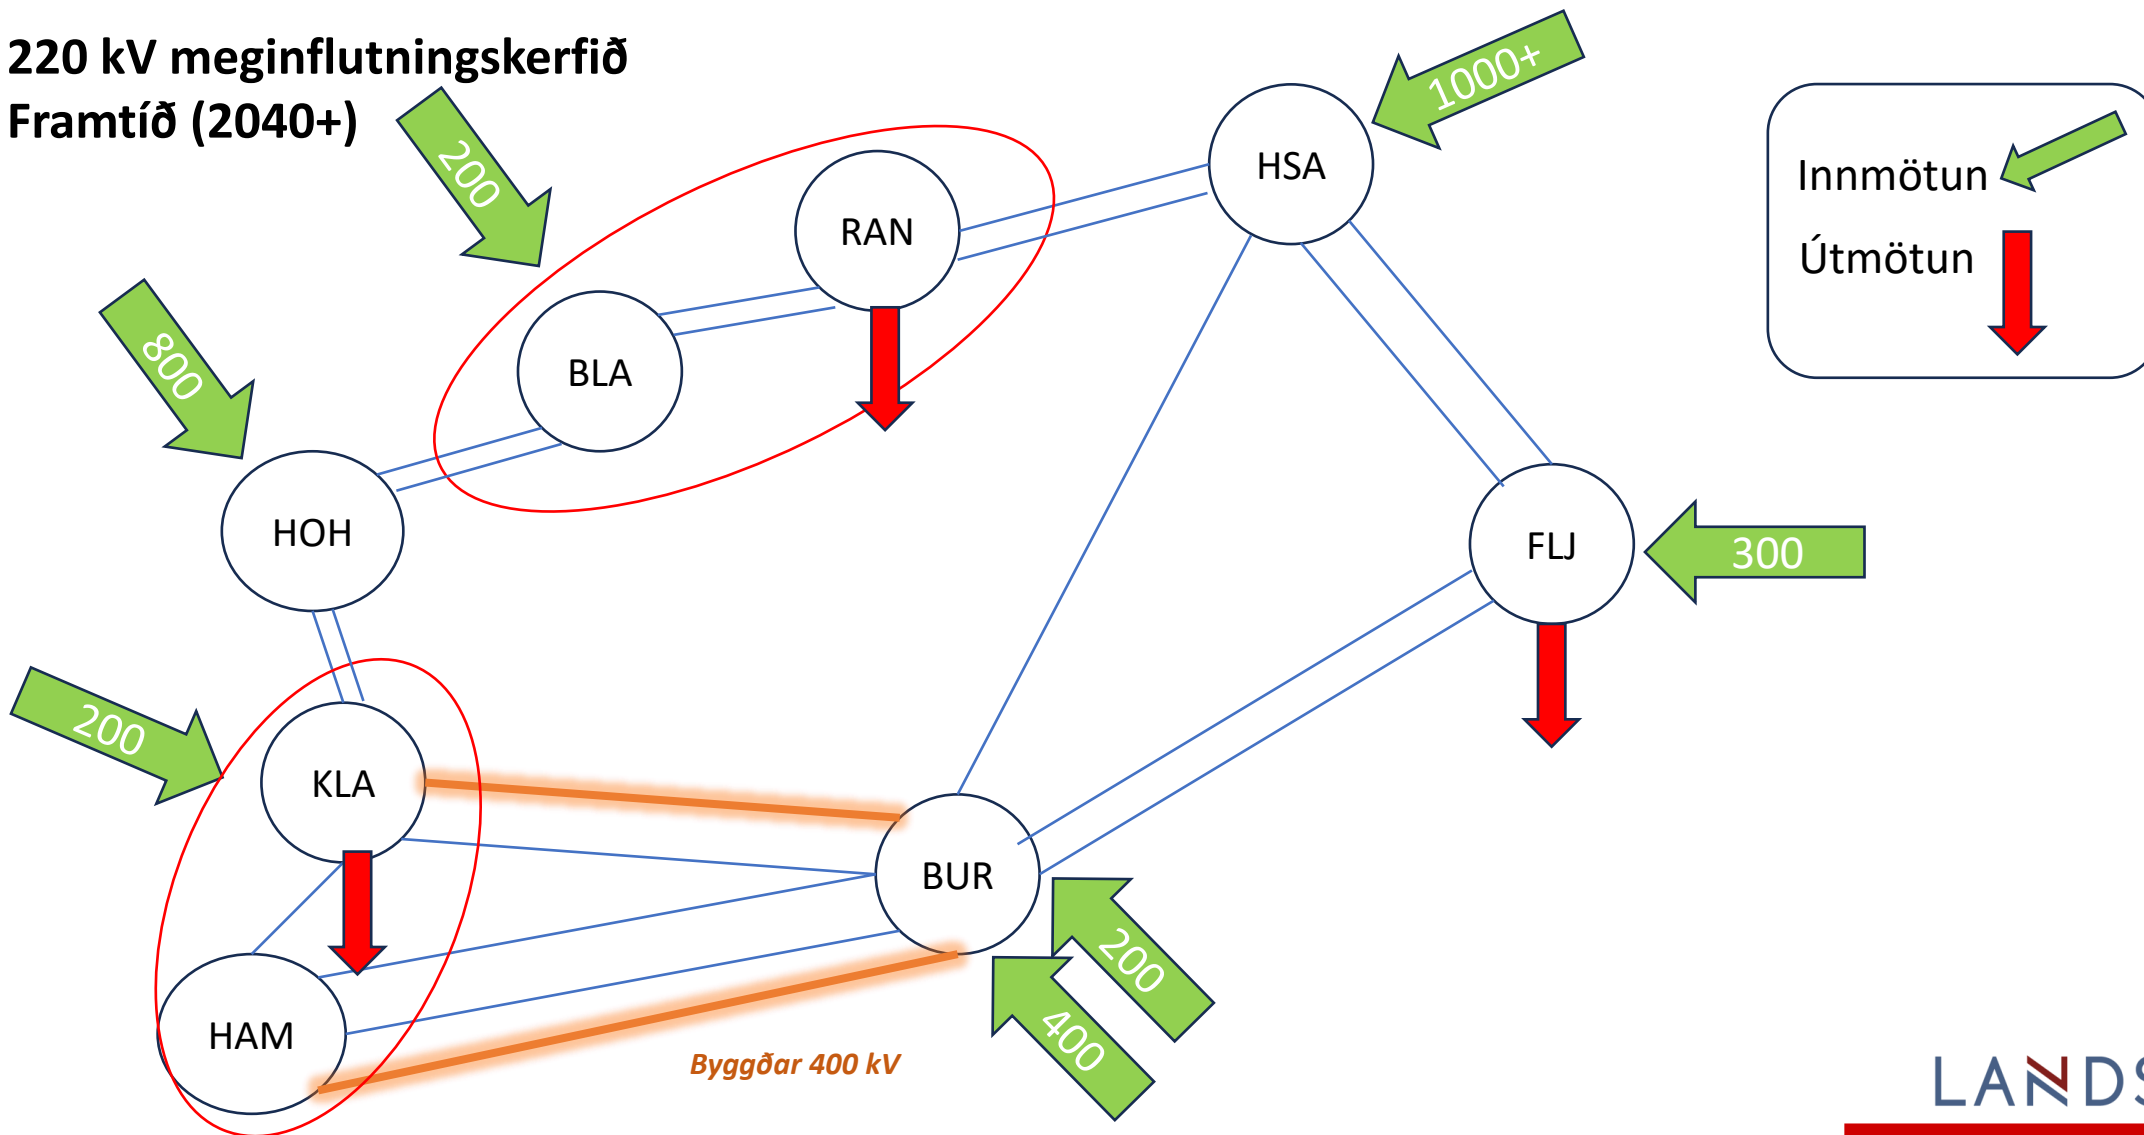 220 kV meginflutningskerfið
Framtíð (2040+)
200
1000+
HSA
RAN
Innmötun
Útmötun
BLA
800
HOH
FLJ
300
200
KLA
BUR
200
400
HAM
Byggðar 400 kV
LANDS